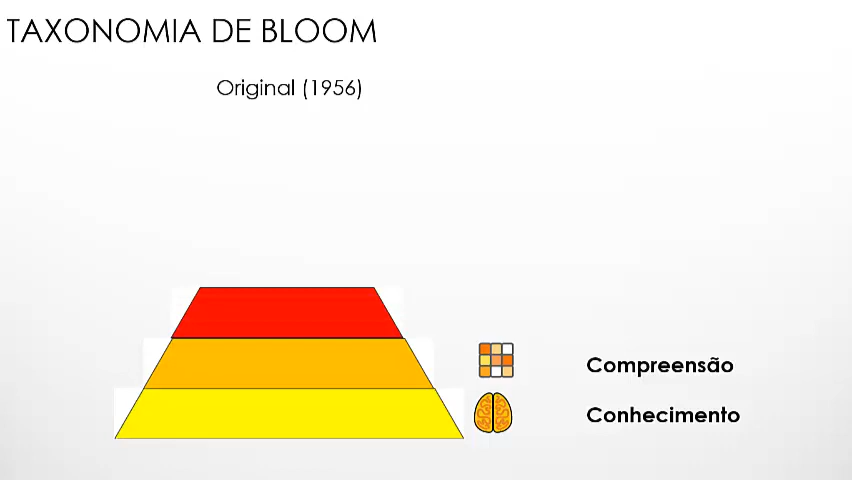 TAXONOMIA DE BLOOM
Original (1956)
Compreensão
Conhecimento